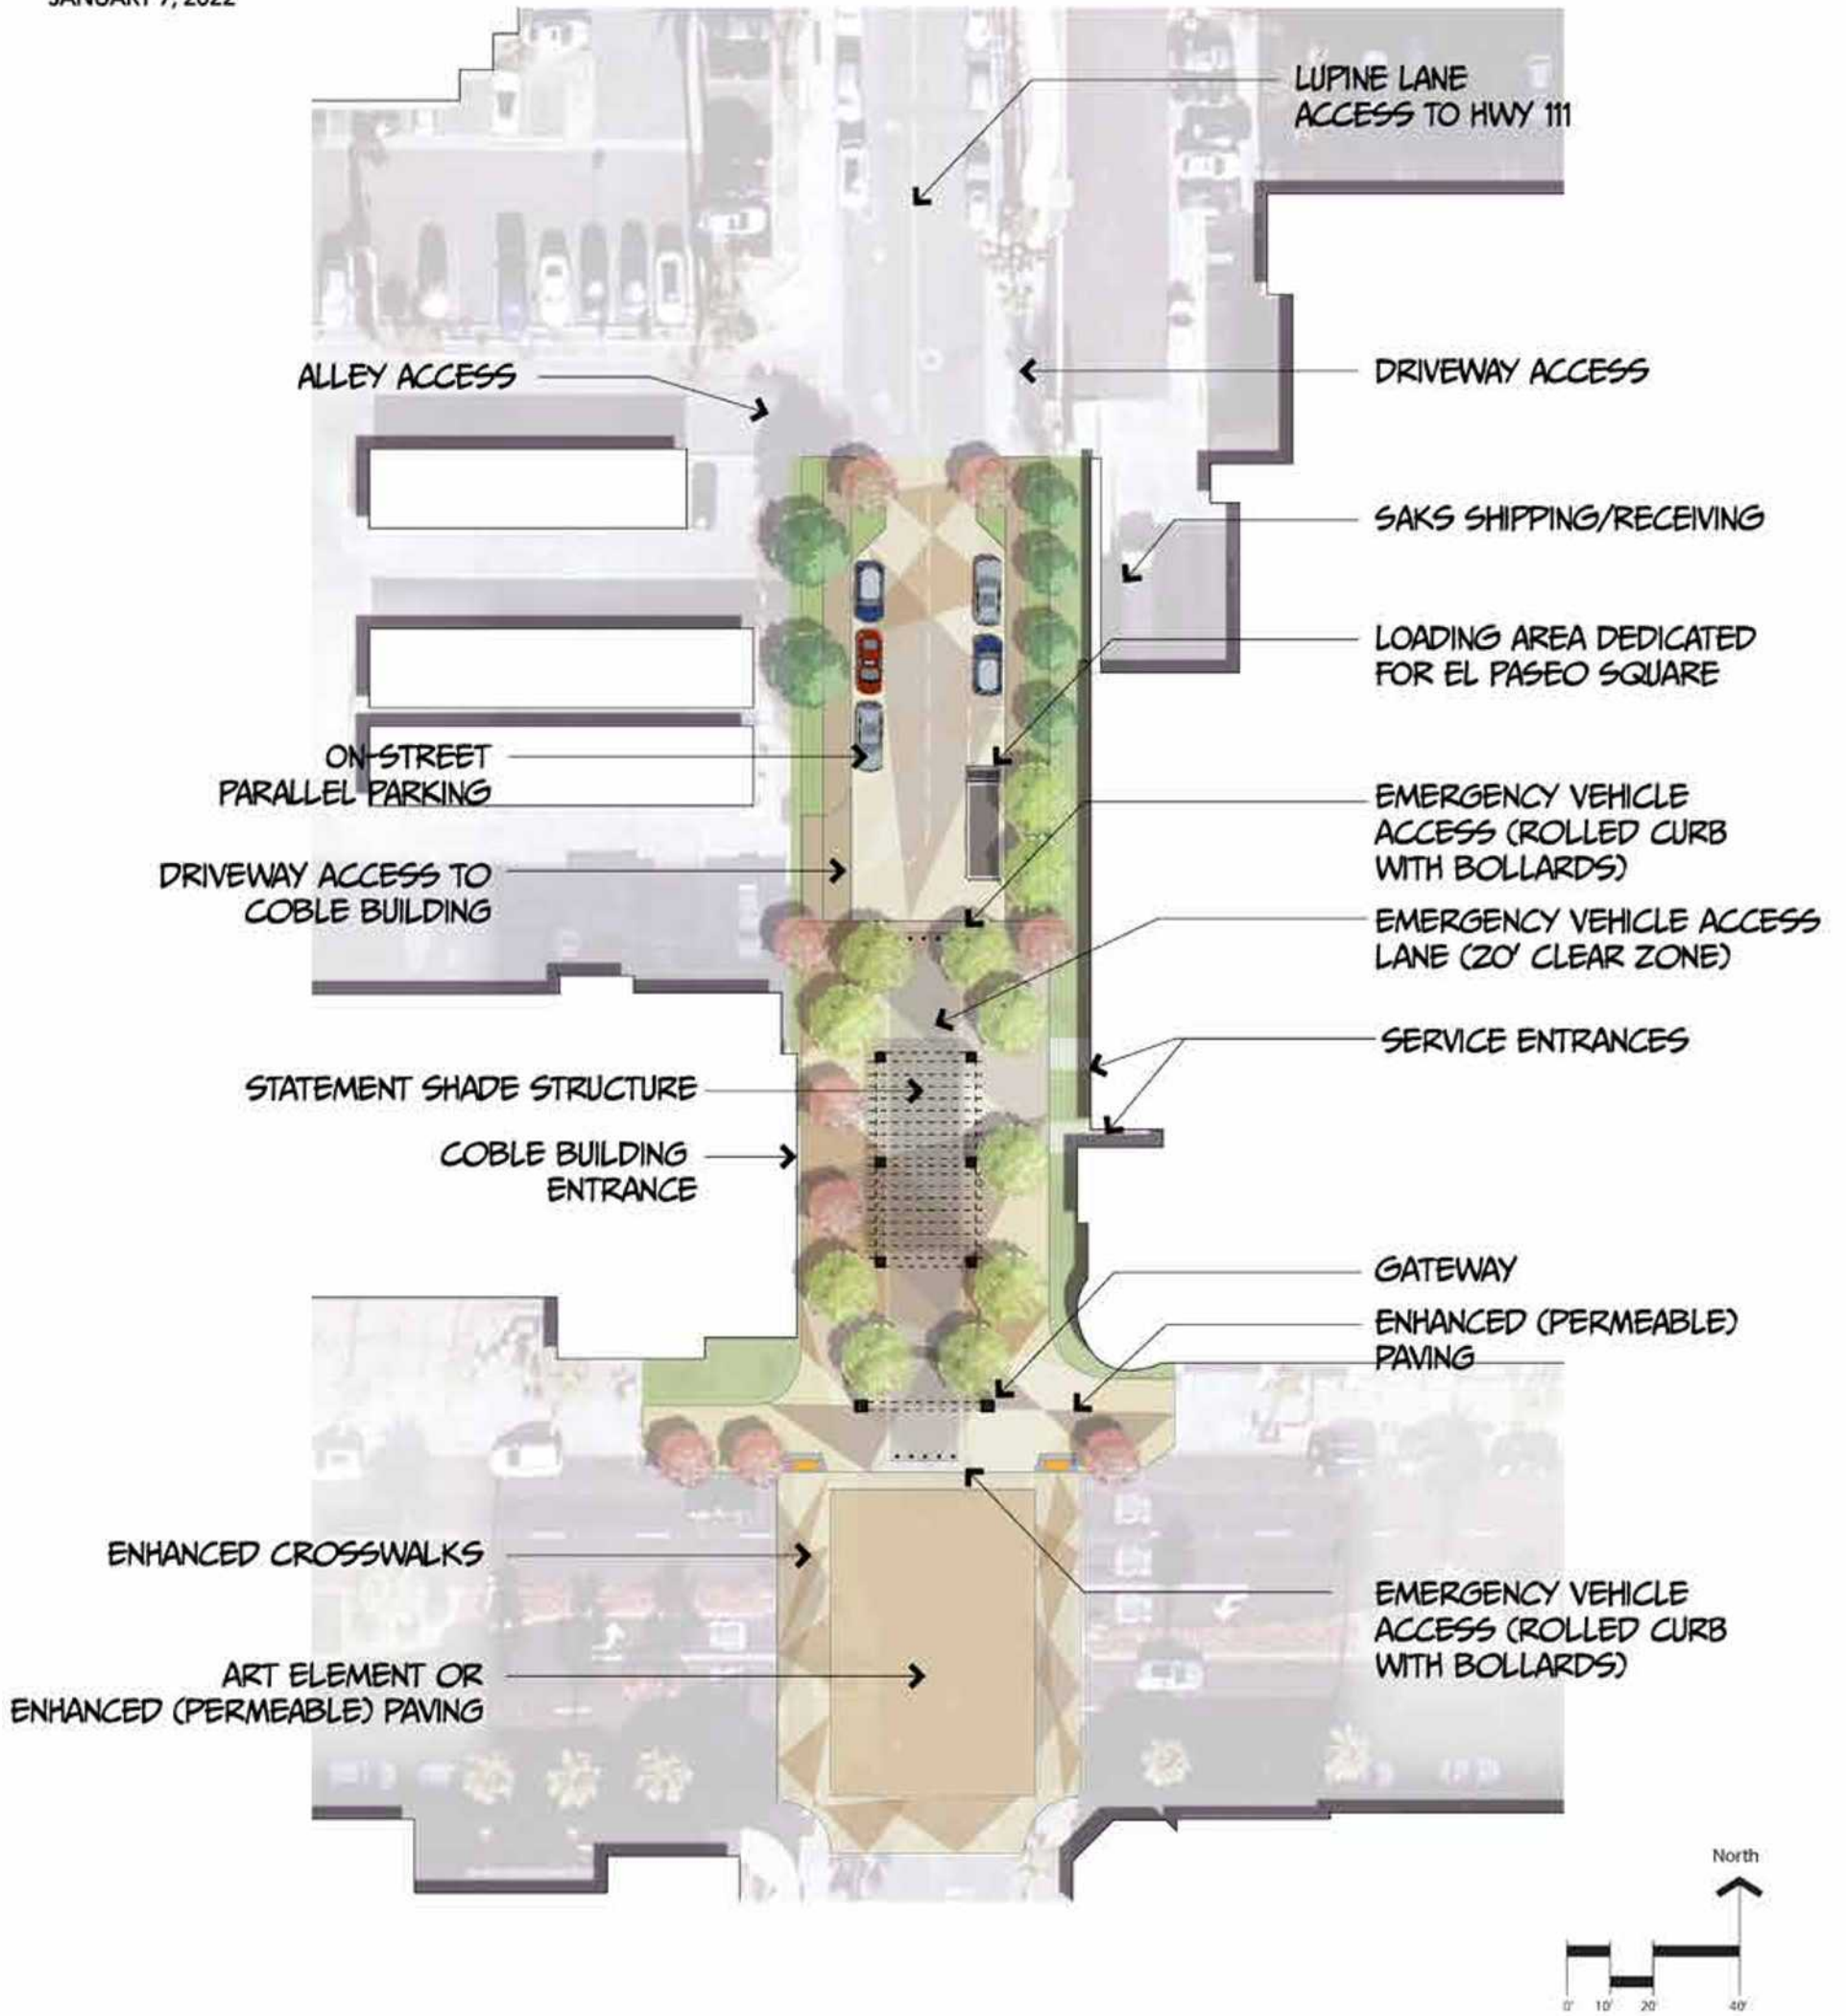 JANUARY 7, 2022
LUPINE LANE
ACCESS TO HWY 111
ALLEY ACCESS
DRIVEWAY ACCESS
SAKS SHIPPING/RECEIVING
LOADING AREA DEDICATED
FOR EL PASEO SQUARE
ON-STREET
PARALLEL PARKING
EMERGENCY VEHICLE
ACCESS (ROLLED CURB
WITH BOLLARDS)
DRIVEWAY ACCESS TO
COBLE BUILDING
EMERGENCY VEHICLE ACCESS
LANE (20' CLEAR ZONE)
SERVICE ENTRANCES
STATEMENT SHADE STRUCTURE
COBLE BUILDING
ENTRANCE
GATEWAY
ENHANCED (PERMEABLE)
PAVING
ENHANCED CROSSWALKS
EMERGENCY VEHICLE
ACCESS (ROLLED CURB
WITH BOLLARDS)
ART ELEMENT OR
ENHANCED (PERMEABLE) PAVING
North
0' 10' 20' 40'